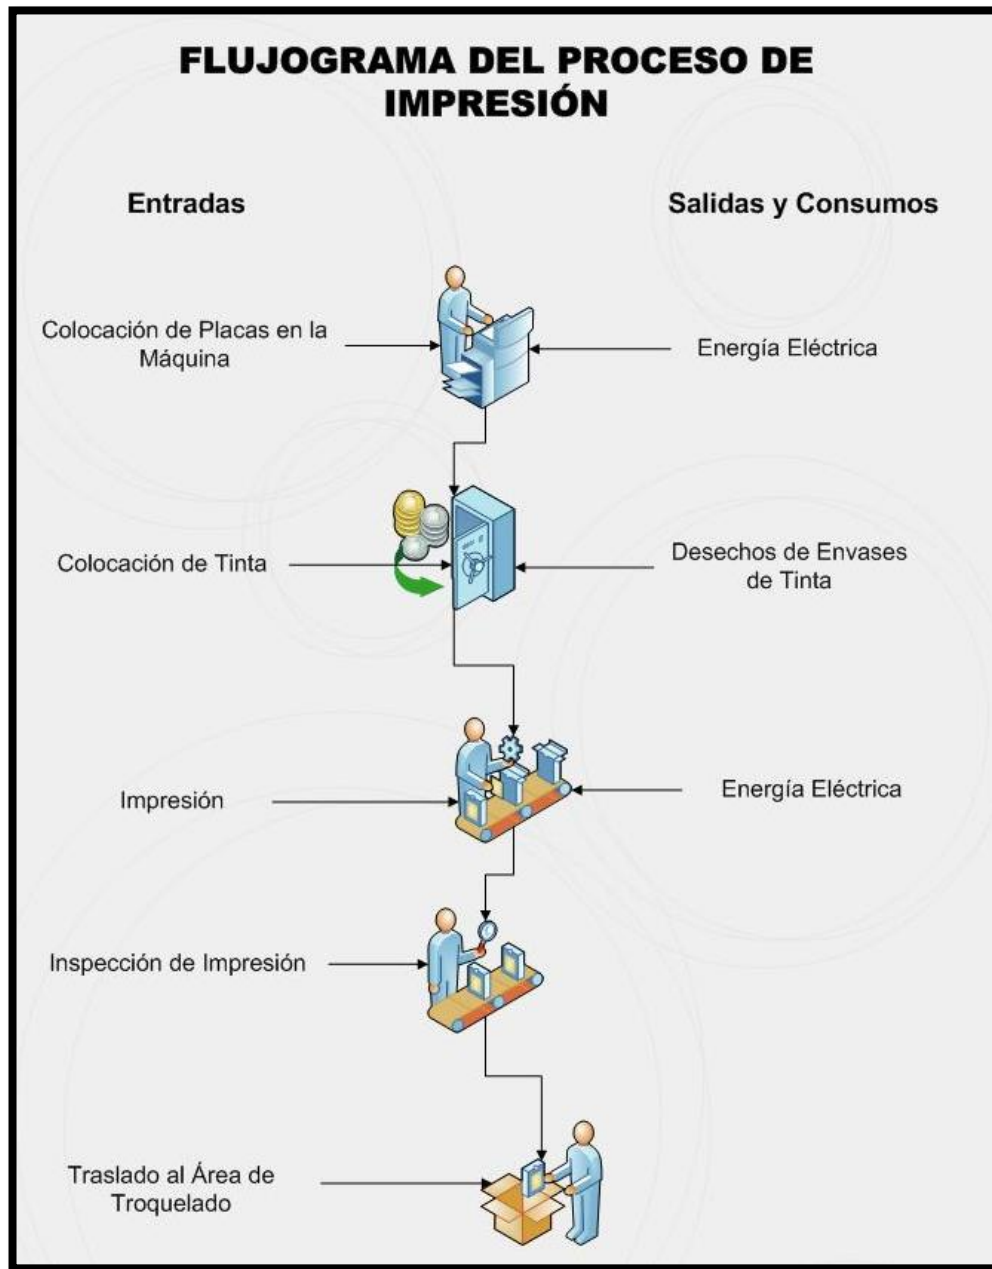 FLUJOGRAMA DEL PROCESO DE
IMPRESIÓN
Entradas
Salidas y Consumos
Colocación de Placas en la
Máquina
Energía Eléctrica
Colocación de Tinta
Desechos de Envases
de Tinta
Impresión
Energía Eléctrica
Inspección de Impresión
Traslado al Área de
Troquelado